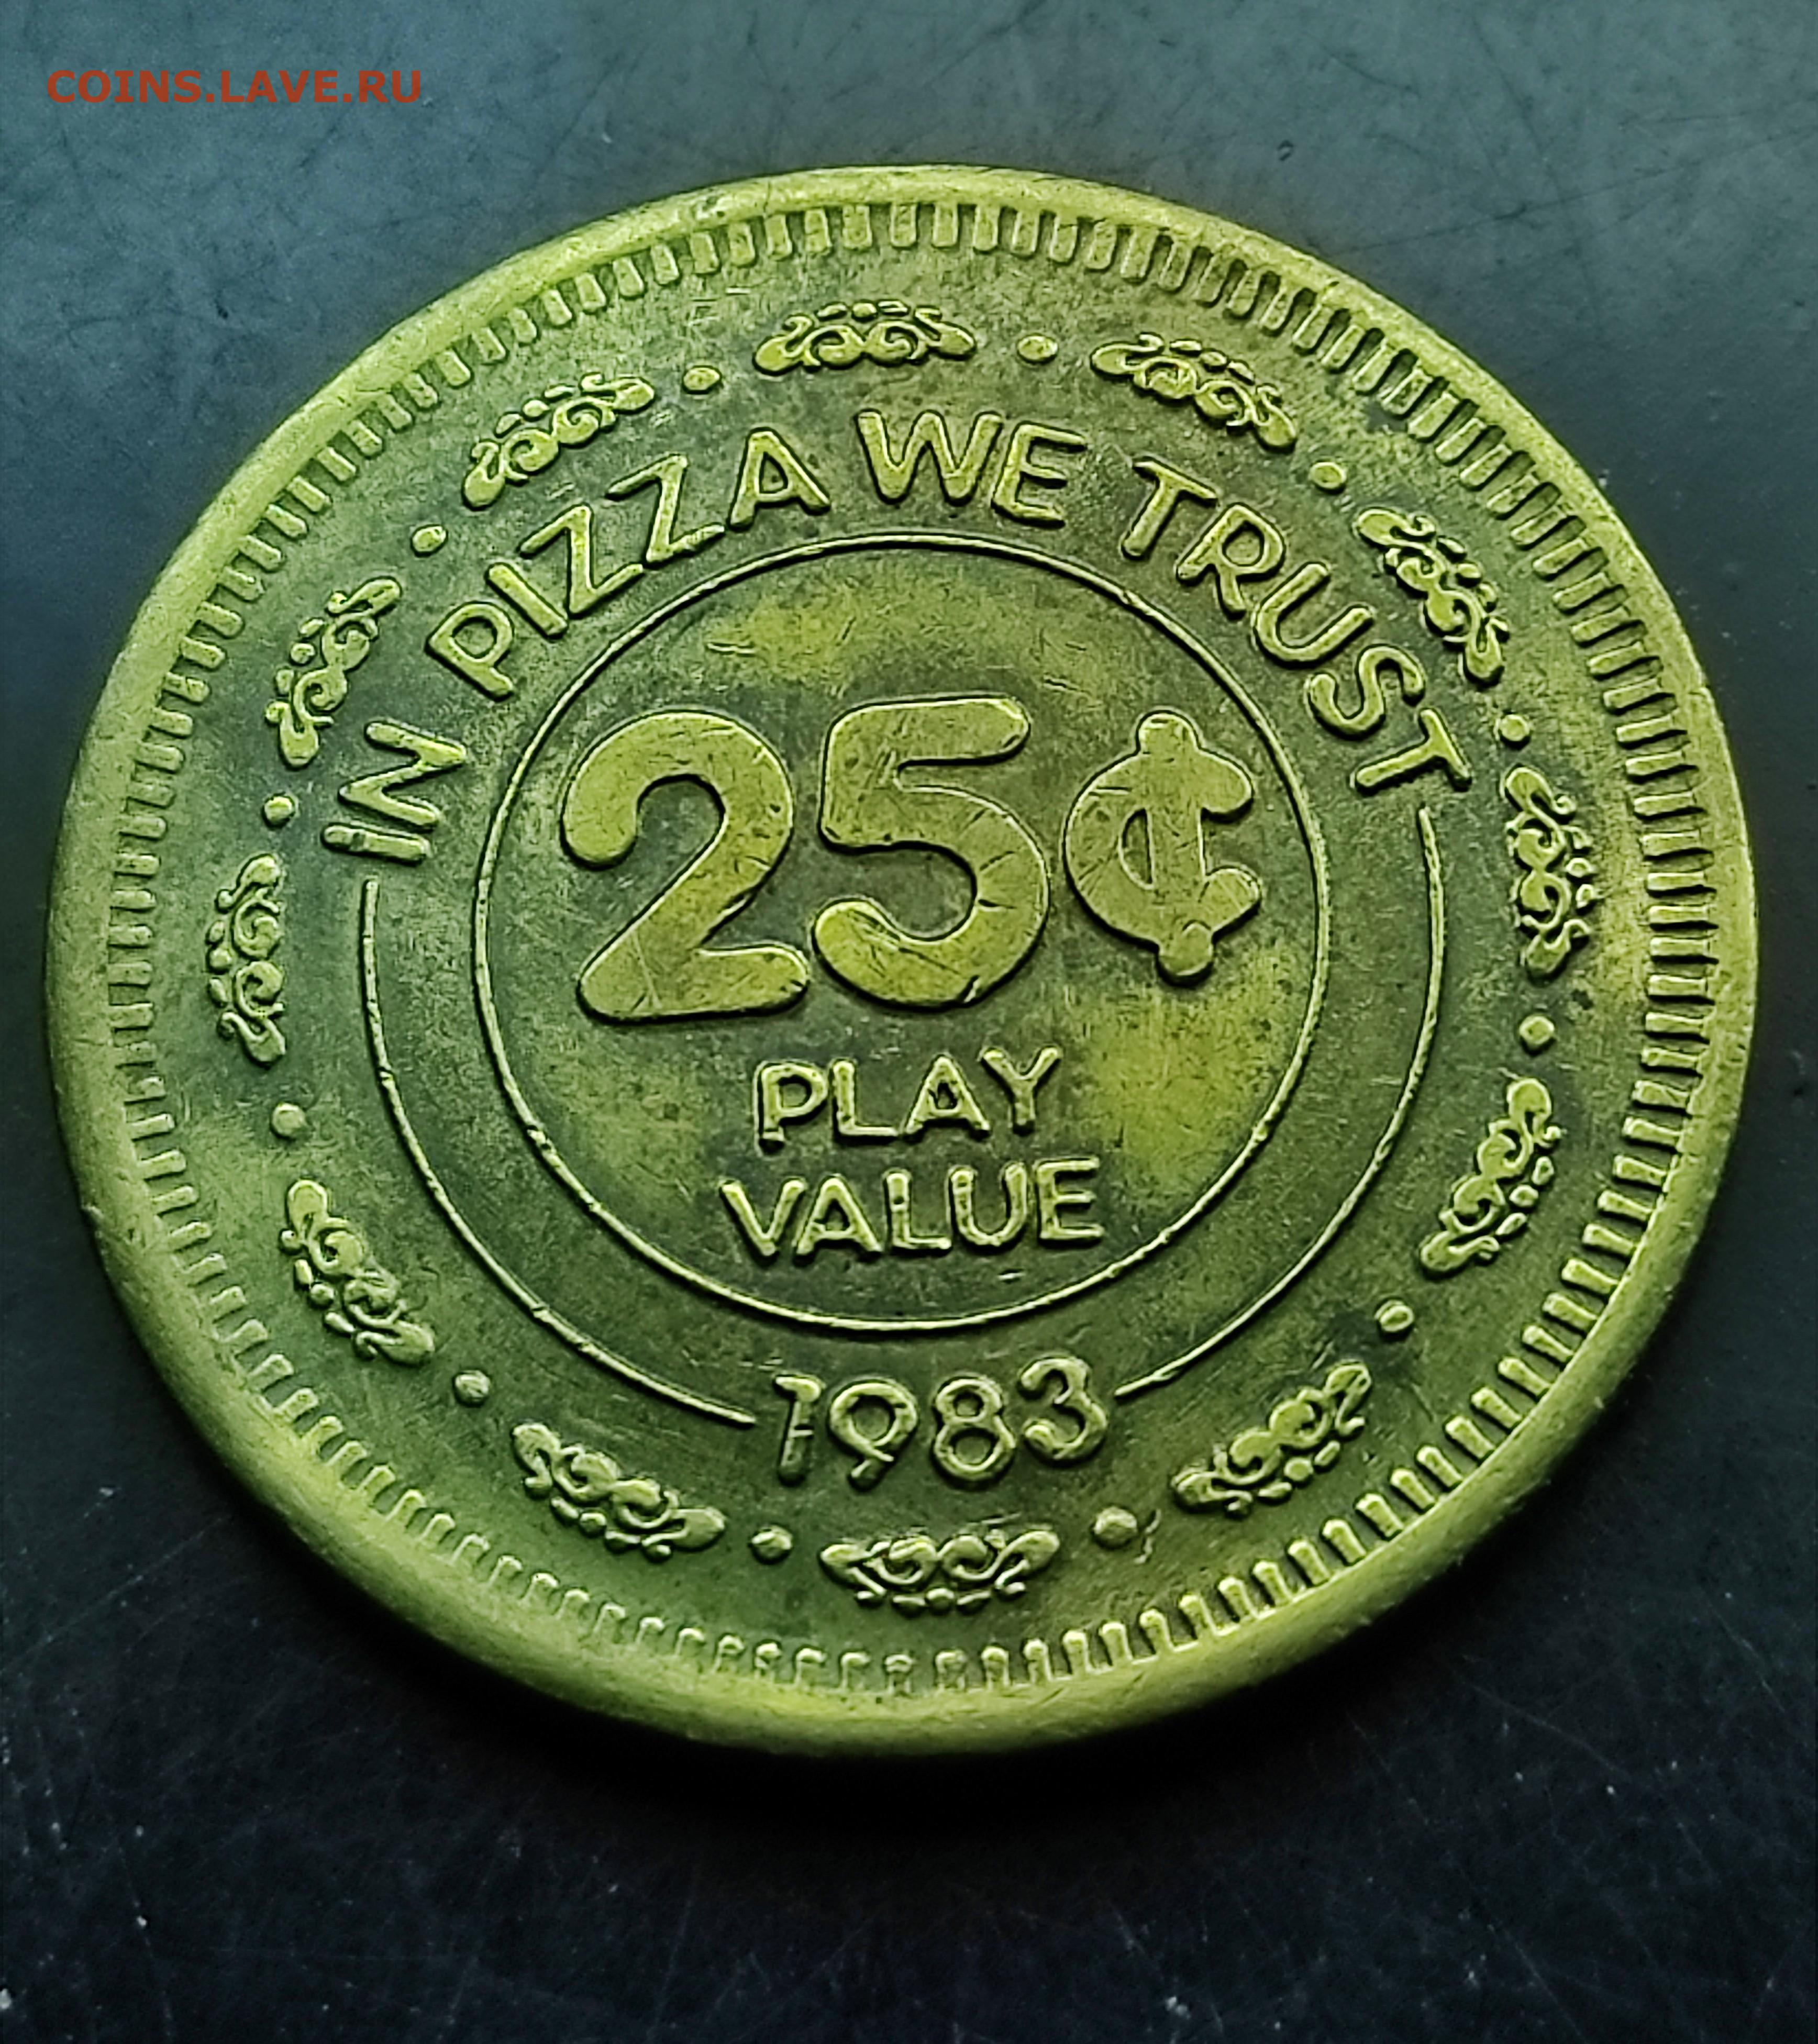 COINS.LAVE.RU
IN PIZZA WE TRUST
25¢
PLAY
VALUE
1983